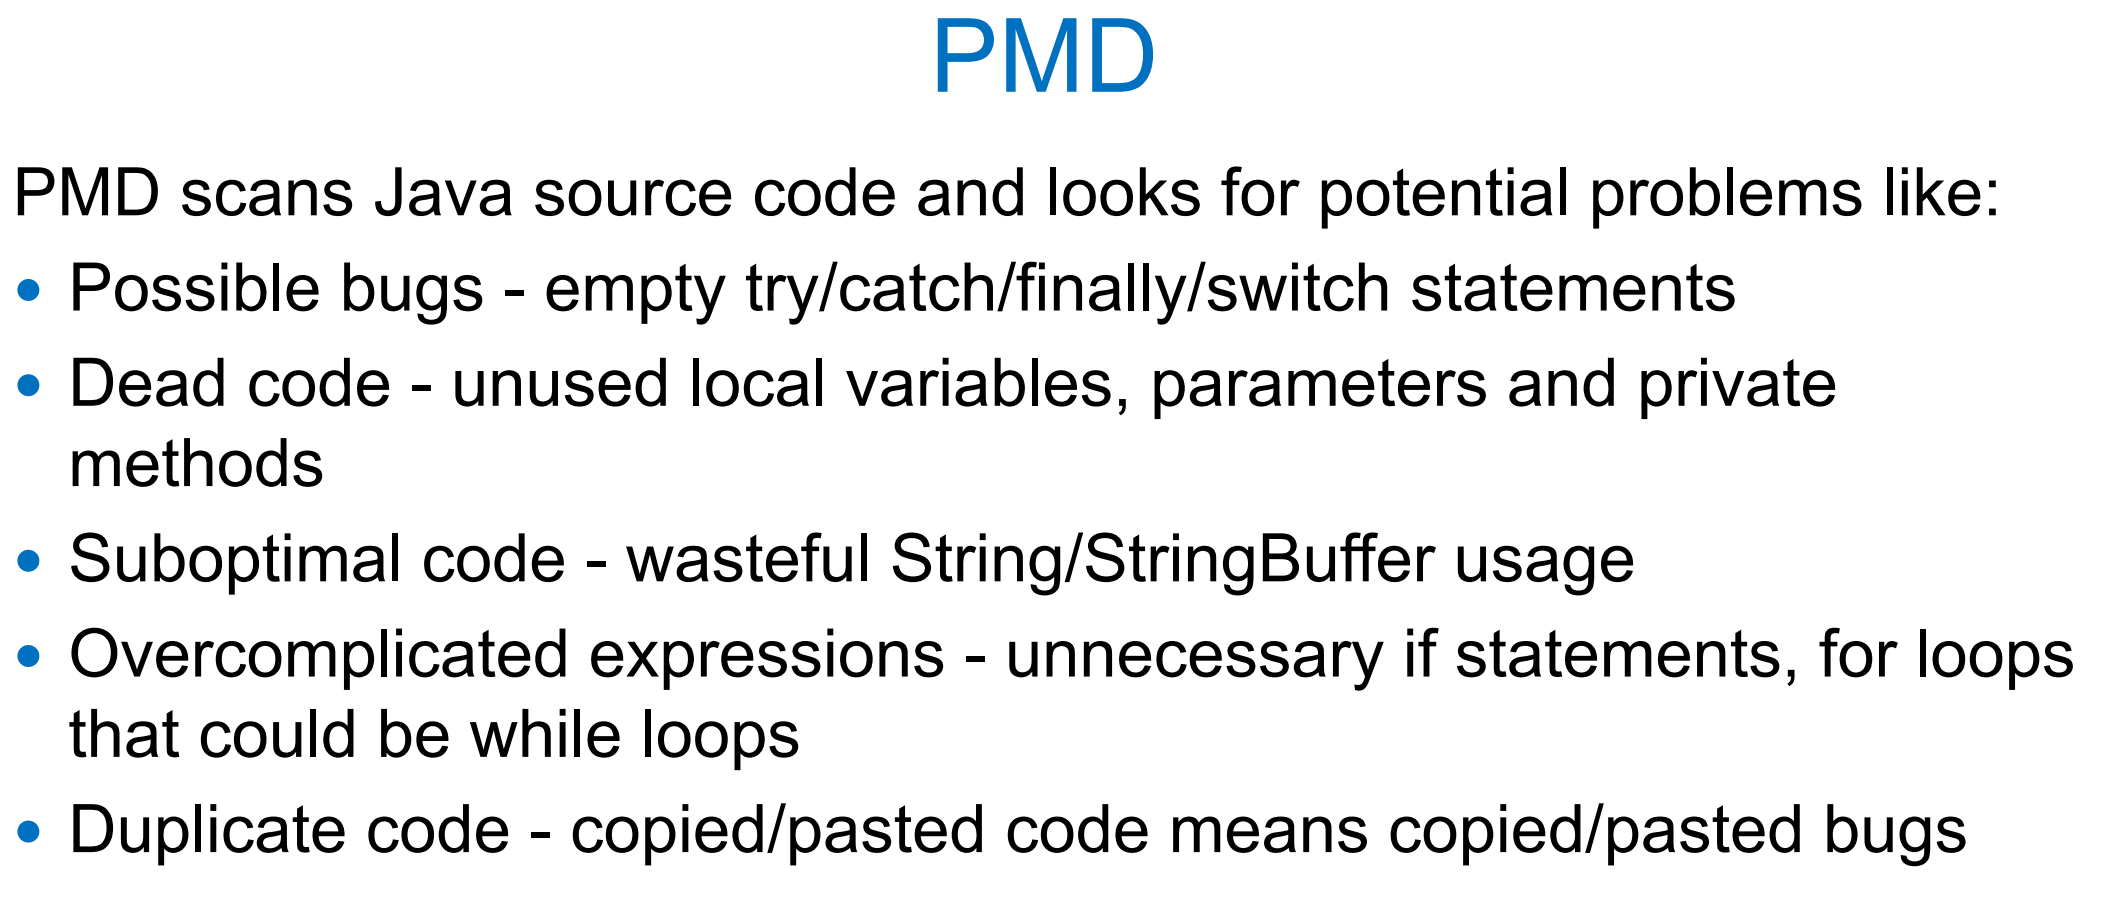 PMD
PMD scans Java source code and looks for potential problems like:
• Possible bugs - empty try/catch/finally/switch statements
• Dead code - unused local variables, parameters and private
methods
• Suboptimal code - wasteful String/StringBuffer usage
• Overcomplicated expressions - unnecessary if statements, for loops
that could be while loops
• Duplicate code - copied/pasted code means copied/pasted bugs